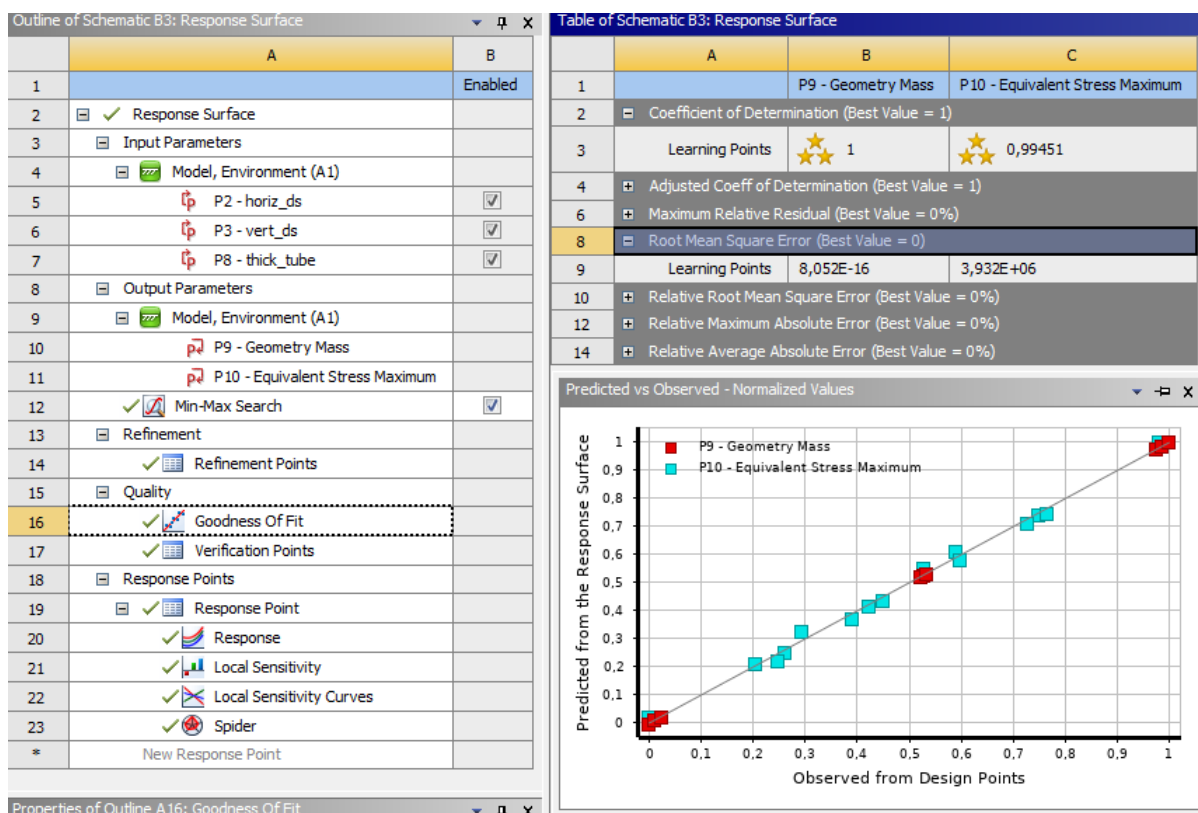 Outline of Schematic B3: Response Surface
A B
1 Enabled
2 Response Surface
3 Input Parameters
4 Model, Environment (A1)
5 P2 - horiz_ds
6 P3 - vert_ds
7 P8 - thick_tube
8 Output Parameters
9 Model, Environment (A1)
10 P9 - Geometry Mass
11 P10 - Equivalent Stress Maximum
12 Min-Max Search
13 Refinement
14 Refinement Points
15 Quality
16 Goodness Of Fit
17 Verification Points
18 Response Points
19 Response Point
20 Response
21 Local Sensitivity
22 Local Sensitivity Curves
23 Spider
* New Response Point
Properties of Outline A16: Goodness Of Fit
Table of Schematic B3: Response Surface
A B C
1 P9 - Geometry Mass P10 - Equivalent Stress Maximum
2 Coefficient of Determination (Best Value = 1)
3 Learning Points 1 0,99451
4 Adjusted Coeff of Determination (Best Value = 1)
6 Maximum Relative Residual (Best Value = 0%)
8 Root Mean Square Error (Best Value = 0)
9 Learning Points 8,052E-16 3,932E+06
10 Relative Root Mean Square Error (Best Value = 0%)
12 Relative Maximum Absolute Error (Best Value = 0%)
14 Relative Average Absolute Error (Best Value = 0%)
Predicted vs Observed - Normalized Values
P9 - Geometry Mass
P10 - Equivalent Stress Maximum
Predicted from the Response Surface
1
0,9
0,8
0,7
0,6
0,5
0,4
0,3
0,2
0,1
0
0 0,1 0,2 0,3 0,4 0,5 0,6 0,7 0,8 0,9 1
Observed from Design Points